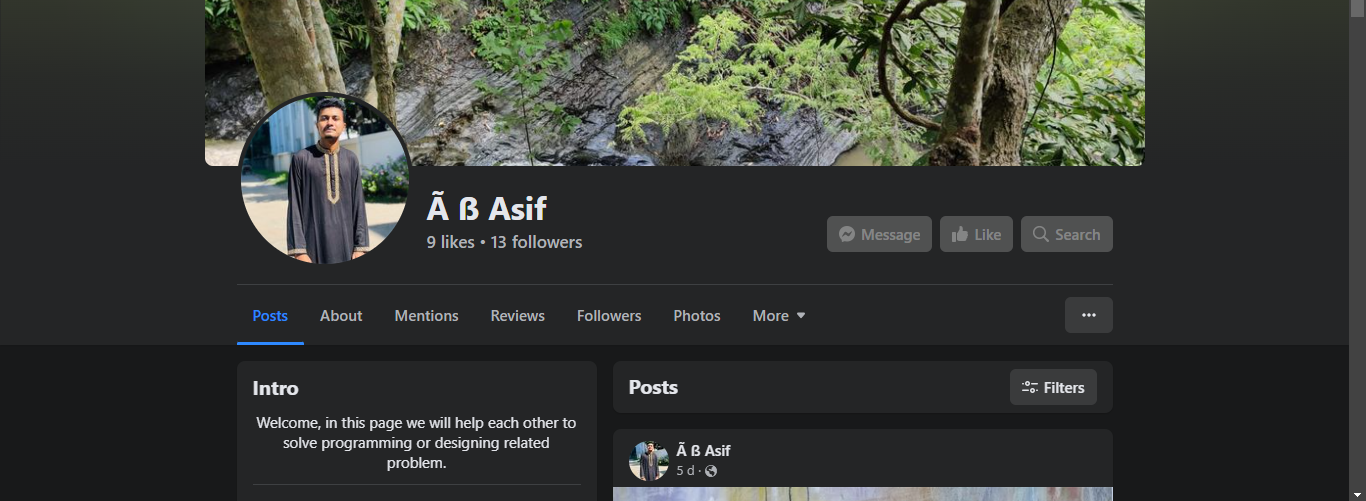 Ã ß Asif
9 likes • 13 followers
Message
Like
Search
Posts
About
Mentions
Reviews
Followers
Photos
More
Intro
Welcome, in this page we will help each other to
solve programming or designing related
problem.
Posts
Filters
Ã ß Asif
5 d ·